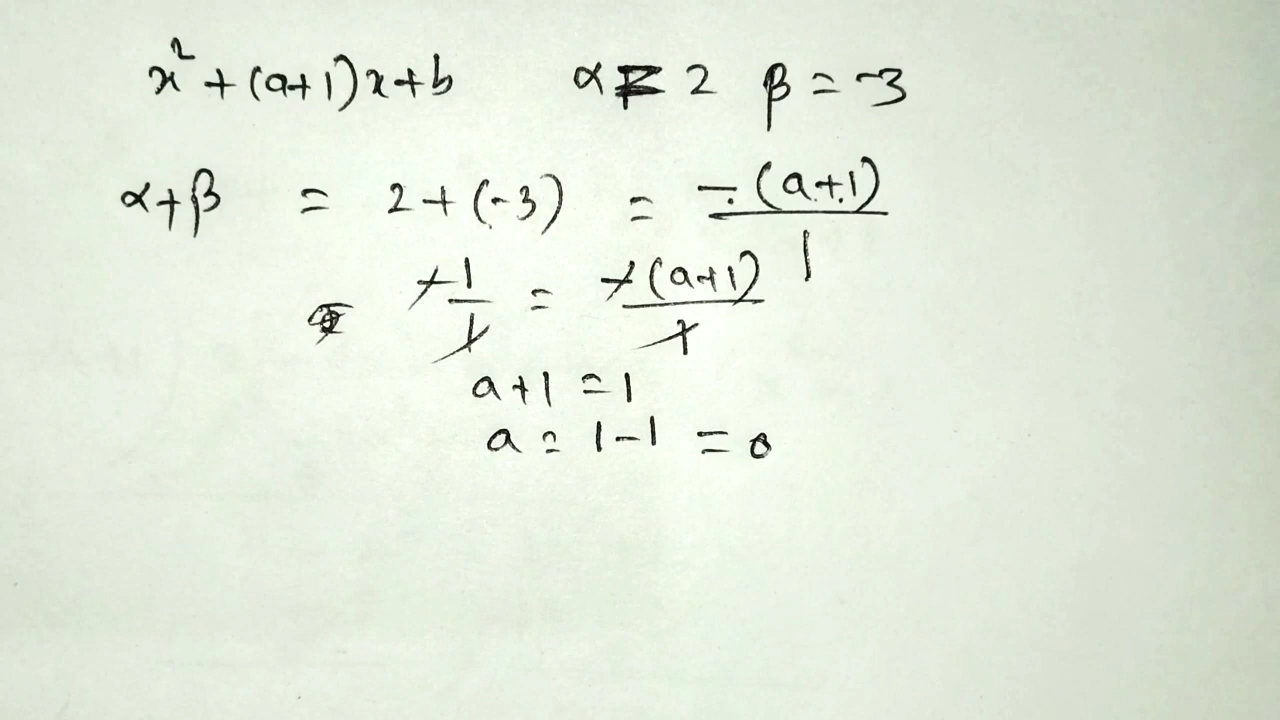 x² + (a+1)x + b α = 2 β = -3
α+β = 2 + (-3) = -(a+1)/1
-1/1 = -(a+1)/1
a+1 = 1
a = 1-1 = 0